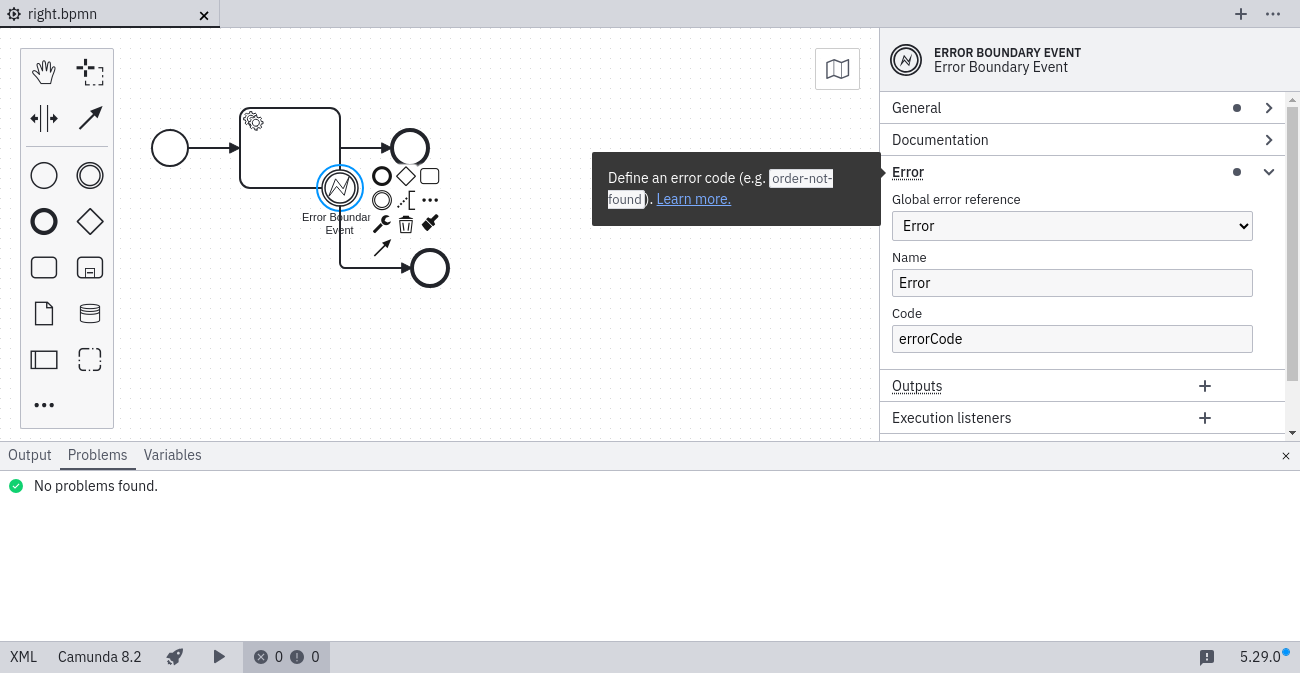 right.bpmn
ERROR BOUNDARY EVENT
Error Boundary Event
General
Documentation
Error
Define an error code (e.g. order-not-
found). Learn more.
Global error reference
Error
Name
Error
Code
errorCode
Outputs
Execution listeners
Error Boundar
Event
Output Problems Variables
No problems found.
XML Camunda 8.2 0 0 5.29.0